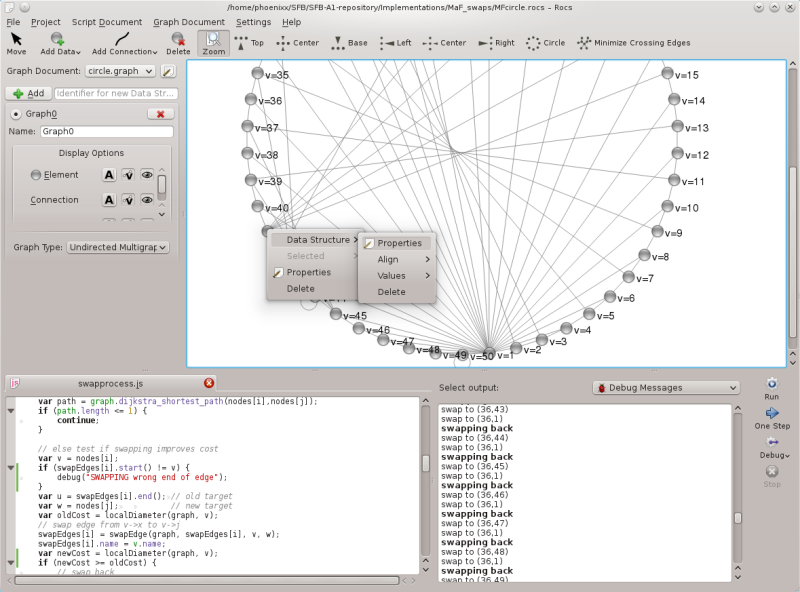 /home/phoenixx/SFB/SFB-A1-repository/Implementations/MaF_swaps/MFcircle.rocs - Rocs
File Project Script Document Graph Document Settings Help
Move Add Data Add Connection Delete Zoom Top Center Base Left Center Right Circle Minimize Crossing Edges
Graph Document: circle.graph
Add Identifier for new Data Str...
Graph0
Name: Graph0
Display Options
Element A v
Connection A v
Graph Type: Undirected Multigrap
v=35
v=36
v=37
v=38
v=39
v=40
v=45
v=46
v=47
v=48
v=49
v=50
v=1
v=2
v=3
v=4
v=5
v=6
v=7
v=8
v=9
v=10
v=11
v=12
v=13
v=14
v=15
Data Structure
Selected
Properties
Delete
Properties
Align
Values
Delete
swapprocess.js
var path = graph.dijkstra_shortest_path(nodes[i],nodes[j]);
if (path.length <= 1) {
continue;
}
// else test if swapping improves cost
var v = nodes[i];
if (swapEdges[i].start() != v) {
debug("SWAPPING wrong end of edge");
}
var u = swapEdges[i].end(); // old target
var w = nodes[j]; // new target
var oldCost = localDiameter(graph, v);
// swap edge from v->x to v->j
swapEdges[i] = swapEdge(graph, swapEdges[i], v, w);
swapEdges[i].name = v.name;
var newCost = localDiameter(graph, v);
if (newCost >= oldCost) {
// swap back
Select output: Debug Messages
swap to (36,43)
swap to (36,1)
swapping back
swap to (36,44)
swap to (36,1)
swapping back
swap to (36,45)
swap to (36,1)
swapping back
swap to (36,46)
swap to (36,1)
swapping back
swap to (36,47)
swap to (36,1)
swapping back
swap to (36,48)
swap to (36,1)
swapping back
swap to (36,49)
Run
One Step
Debug
Stop